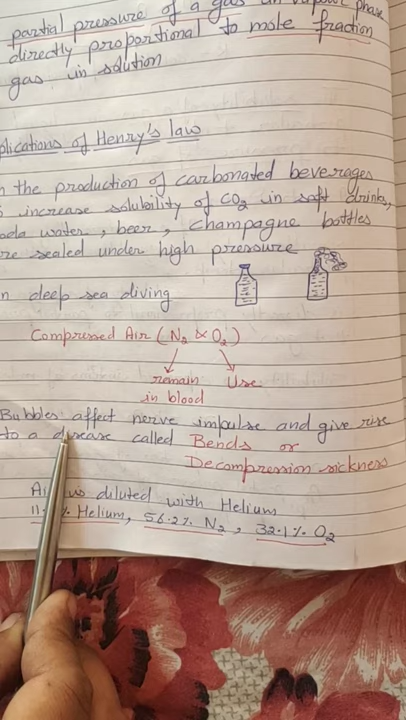 partial pressure of a gas in vapour phase
directly proportional to mole fraction
gas in solution
plications of Henry's law
n the production of carbonated beverages
increase solubility of CO2 in soft drinks,
oda water, beer, champagne bottles
re sealed under high pressure
n deep sea diving
Compressed Air (N2 & O2)
remain Use
in blood
Bubbles affect nerve impulse and give rise
to a disease called Bends or
Decompression sickness
Air is diluted with Helium
11. % Helium, 56.2% N2, 32.1% O2